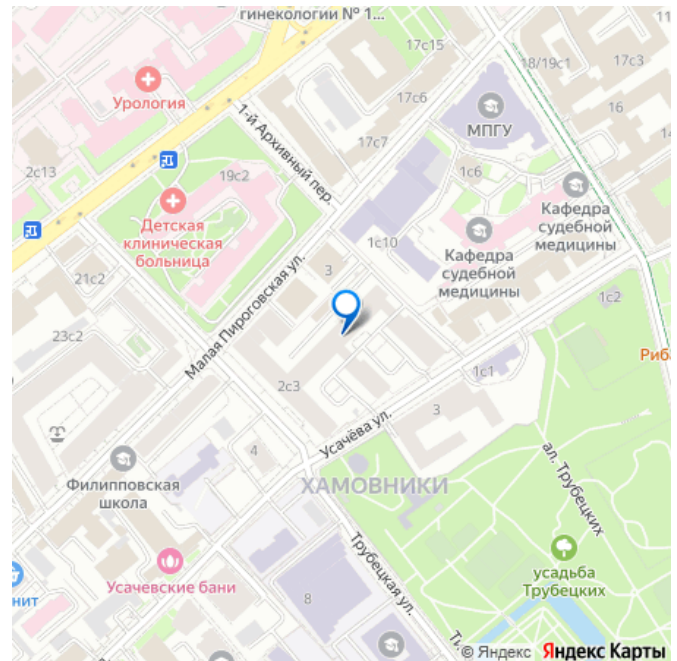 гинекологии № 1...
17с15
18/19с1
17с3
Урология
17с6
16
1-й Архивный пер.
МПГУ
17с7
2с13
19с2
1с6
Детская
клиническая
больница
Кафедра
судебной
медицины
1с10
Кафедра
судебной
медицины
3
21с2
Малая Пироговская ул.
1с2
23с2
Риба
1с1
2с3
3
Усачёва ул.
4
ал. Трубецких
Филипповская
школа
ХАМОВНИКИ
Трубецкая ул.
усадьба
Трубецких
Усачевские бани
нит
8
© Яндекс Яндекс Карты